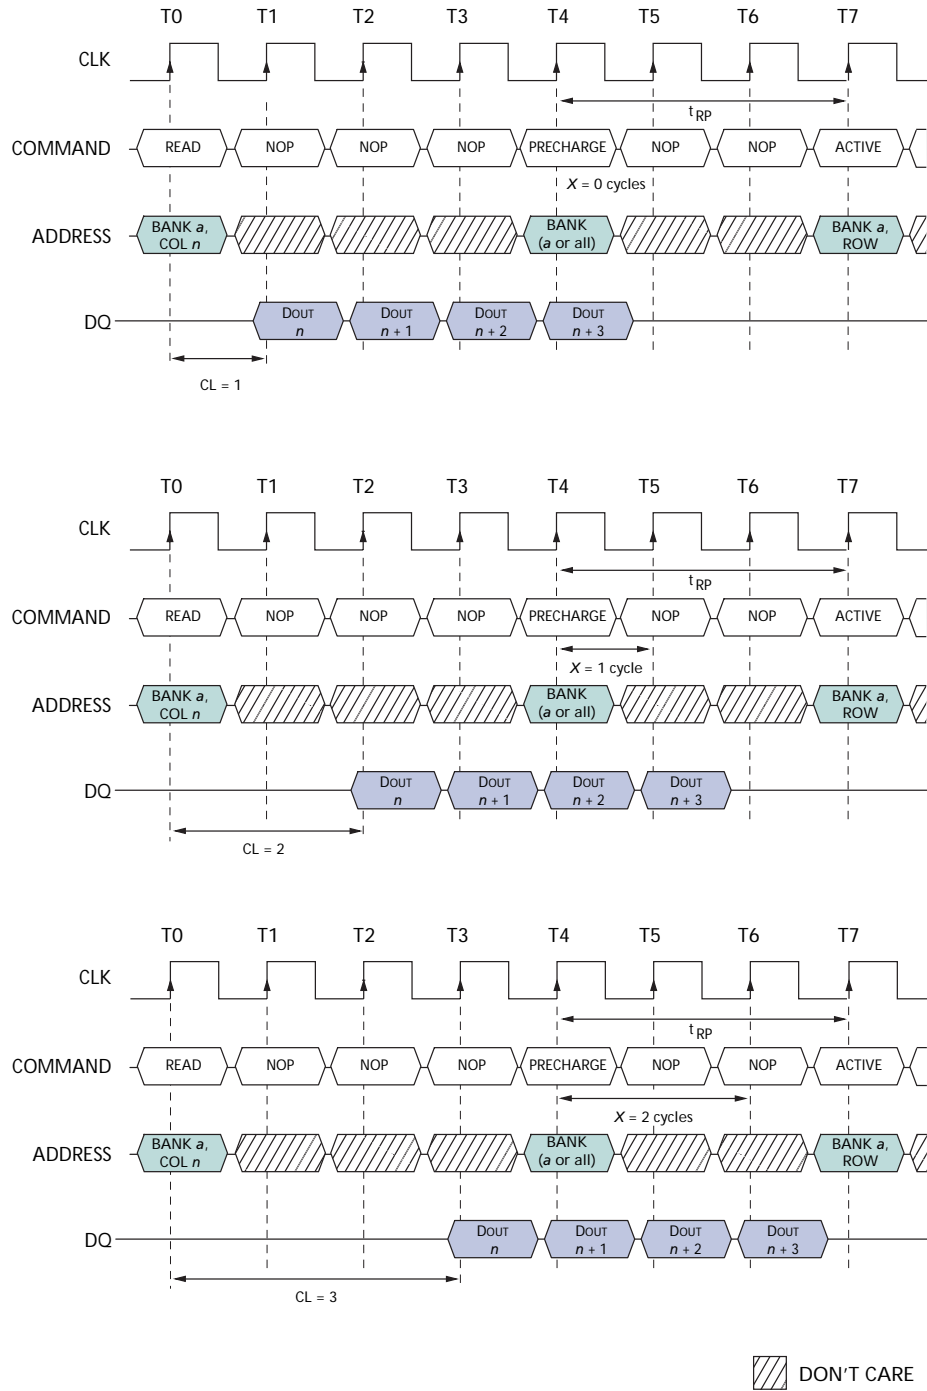 T0 T1 T2 T3 T4 T5 T6 T7
CLK
tRP
COMMAND READ NOP NOP NOP PRECHARGE NOP NOP ACTIVE
X = 0 cycles
ADDRESS BANK a, COL n BANK (a or all) BANK a, ROW
DQ DOUT n DOUT n + 1 DOUT n + 2 DOUT n + 3
CL = 1
T0 T1 T2 T3 T4 T5 T6 T7
CLK
tRP
COMMAND READ NOP NOP NOP PRECHARGE NOP NOP ACTIVE
X = 1 cycle
ADDRESS BANK a, COL n BANK (a or all) BANK a, ROW
DQ DOUT n DOUT n + 1 DOUT n + 2 DOUT n + 3
CL = 2
T0 T1 T2 T3 T4 T5 T6 T7
CLK
tRP
COMMAND READ NOP NOP NOP PRECHARGE NOP NOP ACTIVE
X = 2 cycles
ADDRESS BANK a, COL n BANK (a or all) BANK a, ROW
DQ DOUT n DOUT n + 1 DOUT n + 2 DOUT n + 3
CL = 3
DON'T CARE